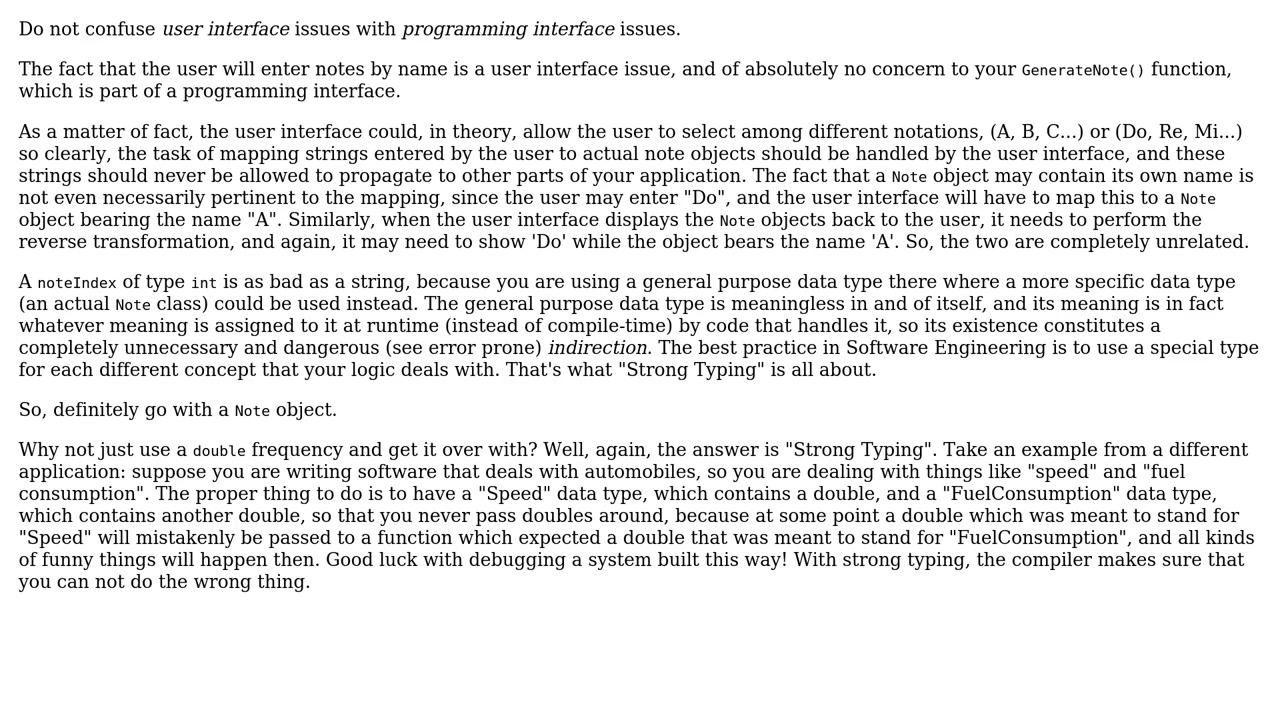 Do not confuse user interface issues with programming interface issues.
The fact that the user will enter notes by name is a user interface issue, and of absolutely no concern to your GenerateNote() function,
which is part of a programming interface.
As a matter of fact, the user interface could, in theory, allow the user to select among different notations, (A, B, C...) or (Do, Re, Mi...)
so clearly, the task of mapping strings entered by the user to actual note objects should be handled by the user interface, and these
strings should never be allowed to propagate to other parts of your application. The fact that a Note object may contain its own name is
not even necessarily pertinent to the mapping, since the user may enter "Do", and the user interface will have to map this to a Note
object bearing the name "A". Similarly, when the user interface displays the Note objects back to the user, it needs to perform the
reverse transformation, and again, it may need to show 'Do' while the object bears the name 'A'. So, the two are completely unrelated.
A noteIndex of type int is as bad as a string, because you are using a general purpose data type there where a more specific data type
(an actual Note class) could be used instead. The general purpose data type is meaningless in and of itself, and its meaning is in fact
whatever meaning is assigned to it at runtime (instead of compile-time) by code that handles it, so its existence constitutes a
completely unnecessary and dangerous (see error prone) indirection. The best practice in Software Engineering is to use a special type
for each different concept that your logic deals with. That's what "Strong Typing" is all about.
So, definitely go with a Note object.
Why not just use a double frequency and get it over with? Well, again, the answer is "Strong Typing". Take an example from a different
application: suppose you are writing software that deals with automobiles, so you are dealing with things like "speed" and "fuel
consumption". The proper thing to do is to have a "Speed" data type, which contains a double, and a "FuelConsumption" data type,
which contains another double, so that you never pass doubles around, because at some point a double which was meant to stand for
"Speed" will mistakenly be passed to a function which expected a double that was meant to stand for "FuelConsumption", and all kinds
of funny things will happen then. Good luck with debugging a system built this way! With strong typing, the compiler makes sure that
you can not do the wrong thing.